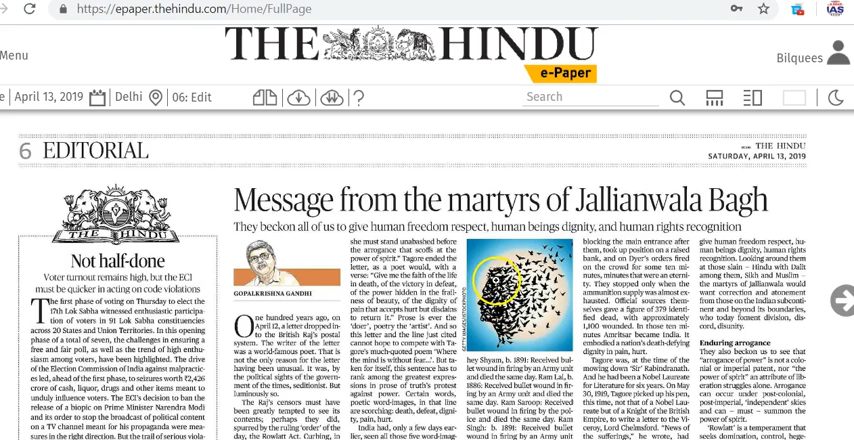 https://epaper.thehindu.com/Home/FullPage
THE HINDU
e-Paper
Menu
Bilquees
e | April 13, 2019 | Delhi | 06: Edit
?
Search
6 EDITORIAL
THE HINDU
SATURDAY, APRIL 13, 2019
THE HINDU
Not half-done
Voter turnout remains high, but the ECI
must be quicker in acting on code violations
The first phase of voting on Thursday to elect the
17th Lok Sabha witnessed enthusiastic participa-
tion of voters in 91 Lok Sabha constituencies
across 20 States and Union Territories. In this opening
phase of a total of seven, the challenges in ensuring a
free and fair poll, as well as the trend of high enthu-
siasm among voters, have been highlighted. The drive
of the Election Commission of India against malpractic-
es led, ahead of the first phase, to seizures worth ₹2,426
crore of cash, liquor, drugs and other items meant to
unduly influence voters. The ECI's decision to ban the
release of a biopic on Prime Minister Narendra Modi
and its order to stop the broadcast of political content
on a TV channel meant for his propaganda were mea-
sures in the right direction. But the trail of serious viola-
Message from the martyrs of Jallianwala Bagh
They beckon all of us to give human freedom respect, human beings dignity, and human rights recognition
GOPALKRISHNA GANDHI
One hundred years ago, on
April 12, a letter dropped in-
to the British Raj's postal
system. The writer of the letter
was a world-famous poet. That is
not the only reason for the letter
having been unusual. It was, by
the political sights of the govern-
ment of the times, seditionist. But
luminously so.
The Raj's censors must have
been greatly tempted to see its
contents; perhaps they did,
spurred by the ruling 'order' of the
day, the Rowlatt Act. Curbing, in
she must stand unabashed before
the arrogance that scoffs at the
power of spirit." Tagore ended the
letter, as a poet would, with a
verse: "Give me the faith of the life
in death, of the victory in defeat,
of the power hidden in the frail-
ness of beauty, of the dignity of
pain that accepts hurt but disdains
to return it." Prose is ever the
'doer', poetry the 'artist'. And so
this letter and the line just cited
cannot hope to compete with Ta-
gore's much-quoted poem 'Where
the mind is without fear...'. But ta-
ken for itself, this sentence has to
rank among the greatest expres-
sions in prose of truth's protest
against power. Certain words,
poetic word-images, in that line
are scorching: death, defeat, digni-
ty, pain, hurt.
India had, only a few days ear-
lier, seen all those five word-imag-
GETTY IMAGES/ISTOCKPHOTO
hey Shyam, b. 1891: Received bul-
let wound in firing by an Army unit
and died the same day. Ram Lal, b.
1886: Received bullet wound in fir-
ing by an Army unit and died the
same day. Ram Saroop: Received
bullet wound in firing by the pol-
ice and died the same day. Ram
Singh: b. 1891: Received bullet
wound in firing by an Army unit
blocking the main entrance after
them, took up position on a raised
bank, and on Dyer's orders fired
on the crowd for some ten mi-
nutes, minutes that were an eterni-
ty. They stopped only when the
ammunition supply was almost ex-
hausted. Official sources them-
selves gave a figure of 379 identi-
fied dead, with approximately
1,100 wounded. In those ten mi-
nutes Amritsar became India. It
embodied a nation's death-defying
dignity in pain, hurt.
Tagore was, at the time of the
mowing down 'Sir' Rabindranath.
And he had been a Nobel Laureate
for Literature for six years. On May
30, 1919, Tagore picked up his pen,
this time, not that of a Nobel Lau-
reate but of a Knight of the British
Empire, to write a letter to the Vi-
ceroy, Lord Chelmsford. "News of
the sufferings," he wrote,
give human freedom respect, hu-
man beings dignity, human rights
recognition. Looking around them
at those slain – Hindu with Dalit
among them, Sikh and Muslim –
the martyrs of Jallianwala would
want correction and atonement
from those on the Indian subconti-
nent and beyond its boundaries,
who today foment division, dis-
cord, disunity.
Enduring arrogance
They also beckon us to see that
"arrogance of power" is not a colo-
nial or imperial patent, nor "the
power of spirit" an attribute of lib-
eration struggles alone. Arrogance
can occur under post-colonial,
post-imperial, 'independent' skies
and can – must – summon the
power of spirit.
'Rowlatt' is a temperament that
seeks domination, control, hege-